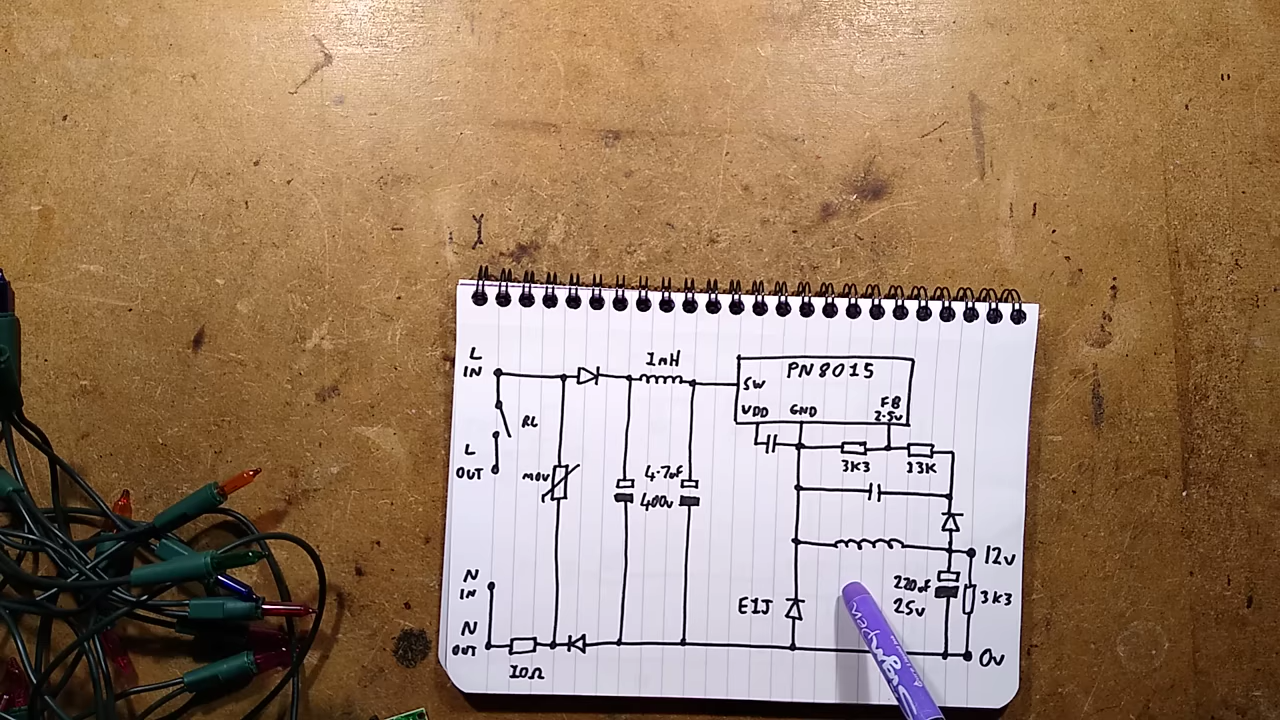 L
IN
1mH
PN8015
SW
VDD
GND
FB
2.5V
RL
L
OUT
MOV
4.7uF
400V
3K3
13K
12V
220uF
25V
3K3
E1J
N
IN
N
OUT
10Ω
0V
Sharpie